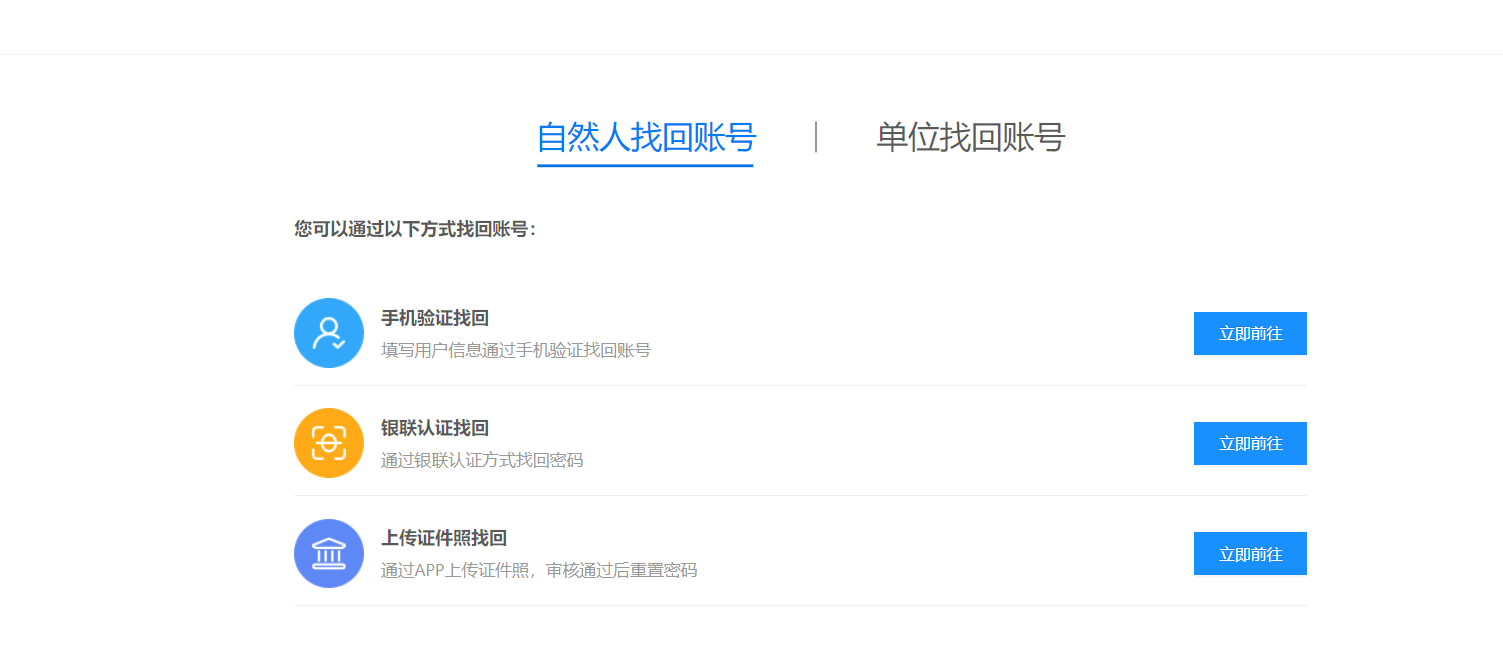 自然人找回账号 | 单位找回账号
您可以通过以下方式找回账号：
手机验证找回
填写用户信息通过手机验证找回账号
立即前往
银联认证找回
通过银联认证方式找回密码
立即前往
上传证件照找回
通过APP上传证件照，审核通过后重置密码
立即前往